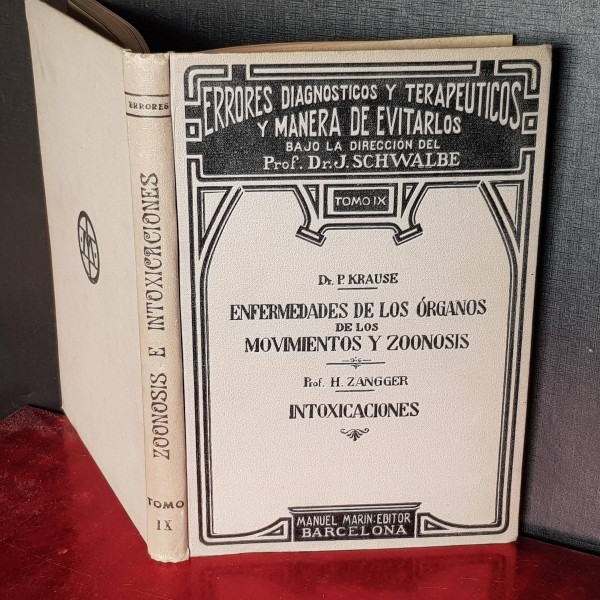 ERRORES
ZOONOSIS E INTOXICACIONES
TOMO
IX
ERRORES DIAGNOSTICOS Y TERAPEUTICOS
Y MANERA DE EVITARLOS
BAJO LA DIRECCION DEL
Prof. Dr. J. SCHWALBE
TOMO IX
Dr. P. KRAUSE
ENFERMEDADES DE LOS ÓRGANOS
DE LOS
MOVIMIENTOS Y ZOONOSIS
Prof. H. ZANGGER
INTOXICACIONES
MANUEL MARIN: EDITOR
BARCELONA